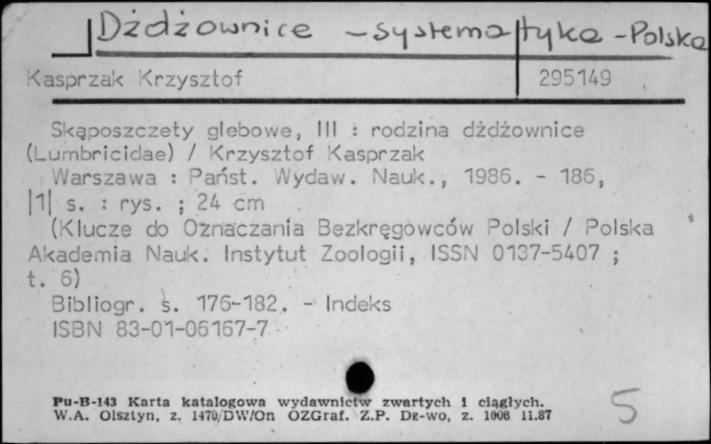 Dżdżownice - systematyka - Polska
Kasprzak Krzysztof 295149
Skąposzczety glebowe, III : rodzina dżdżownice
(Lumbricidae) / Krzysztof Kasprzak
Warszawa : Państ. Wydaw. Nauk., 1986. - 186,
|1| s. : rys. ; 24 cm
(Klucze do Oznaczania Bezkręgowców Polski / Polska
Akademia Nauk. Instytut Zoologii, ISSN 0137-5407 ;
t. 6)
Bibliogr. s. 176-182. - Indeks
ISBN 83-01-06167-7
Pu-B-143 Karta katalogowa wydawnictw zwartych i ciągłych.
W.A. Olsztyn, z. 1470/DW/On OZGraf. Z.P. Dz-wo, z. 1006 11.87
5